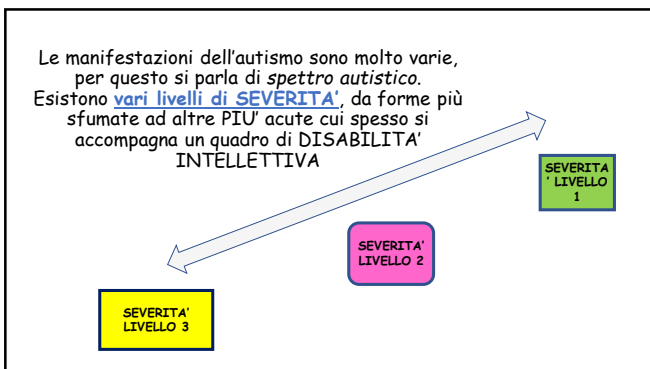 Le manifestazioni dell'autismo sono molto varie,
per questo si parla di spettro autistico.
Esistono vari livelli di SEVERITA', da forme più
sfumate ad altre PIU' acute cui spesso si
accompagna un quadro di DISABILITA'
INTELLETTIVA
SEVERITA
' LIVELLO
1
SEVERITA'
LIVELLO 2
SEVERITA'
LIVELLO 3